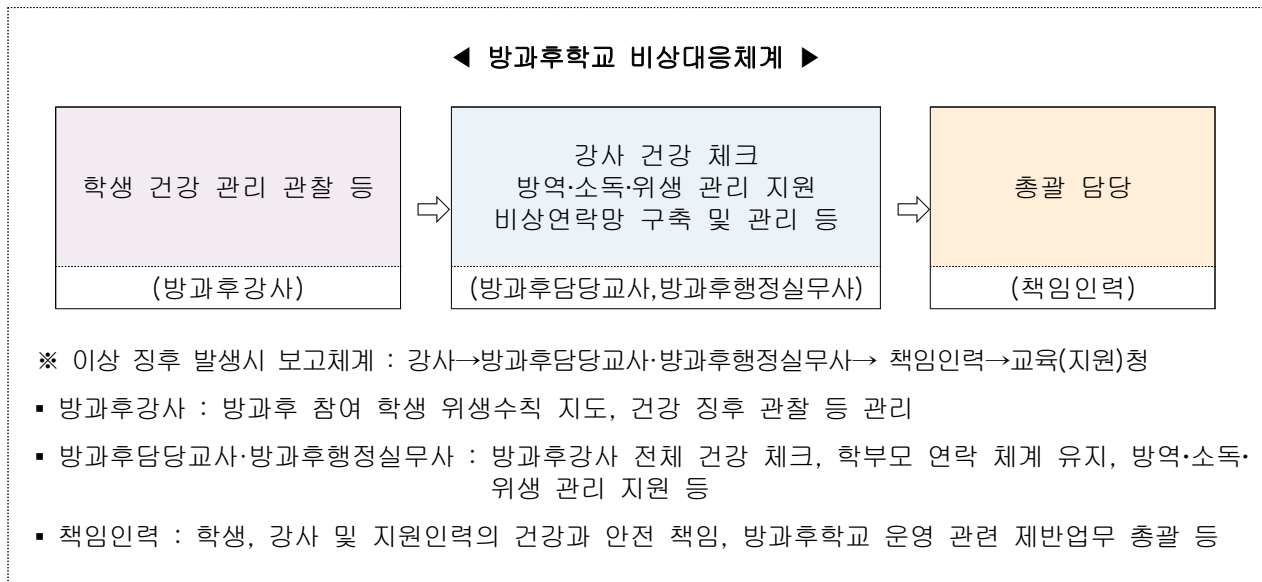 ◀ 방과후학교 비상대응체계 ▶
학생 건강 관리 관찰 등
(방과후강사)
강사 건강 체크
방역·소독·위생 관리 지원
비상연락망 구축 및 관리 등
(방과후담당교사,방과후행정실무사)
총괄 담당
(책임인력)
※ 이상 징후 발생시 보고체계 : 강사→방과후담당교사·뱡과후행정실무사→ 책임인력→교육(지원)청
▪ 방과후강사 : 방과후 참여 학생 위생수칙 지도, 건강 징후 관찰 등 관리
▪ 방과후담당교사·방과후행정실무사 : 방과후강사 전체 건강 체크, 학부모 연락 체계 유지, 방역·소독·
위생 관리 지원 등
▪ 책임인력 : 학생, 강사 및 지원인력의 건강과 안전 책임, 방과후학교 운영 관련 제반업무 총괄 등